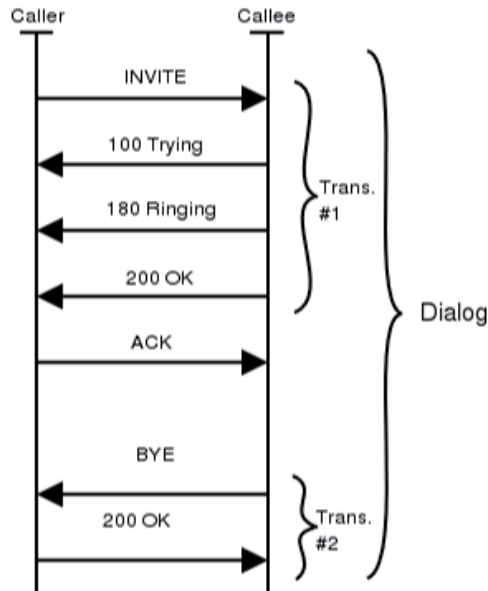 Caller
Callee
INVITE
100 Trying
180 Ringing
Trans.
#1
200 OK
Dialog
ACK
BYE
200 OK
Trans.
#2